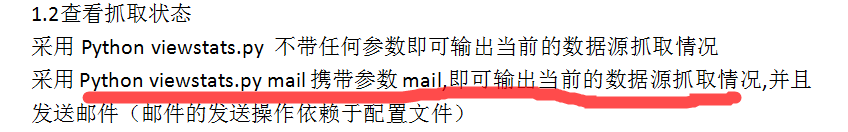 1.2查看抓取状态
采用 Python viewstats.py 不带任何参数即可输出当前的数据源抓取情况
采用 Python viewstats.py mail 携带参数 mail,即可输出当前的数据源抓取情况,并且
发送邮件（邮件的发送操作依赖于配置文件）